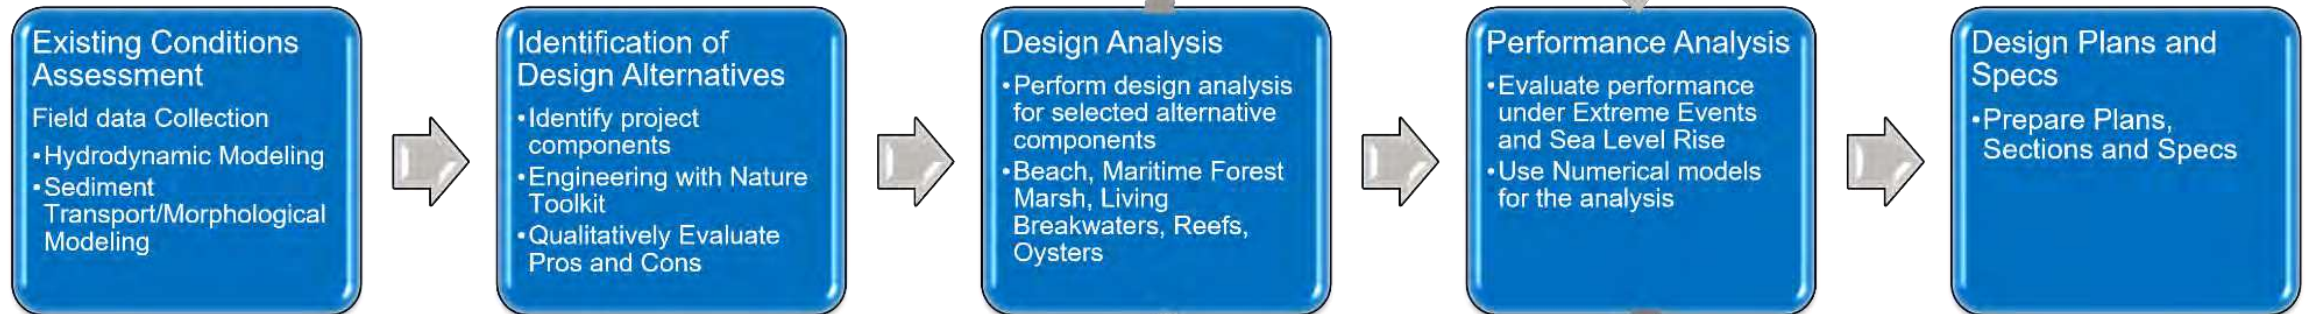 Existing Conditions
Assessment
Field data Collection
•Hydrodynamic Modeling
•Sediment
Transport/Morphological
Modeling
Identification of
Design Alternatives
•Identify project
components
•Engineering with Nature
Toolkit
•Qualitatively Evaluate
Pros and Cons
Design Analysis
•Perform design analysis
for selected alternative
components
•Beach, Maritime Forest
Marsh, Living
Breakwaters, Reefs,
Oysters
Performance Analysis
•Evaluate performance
under Extreme Events
and Sea Level Rise
•Use Numerical models
for the analysis
Design Plans and
Specs
•Prepare Plans,
Sections and Specs